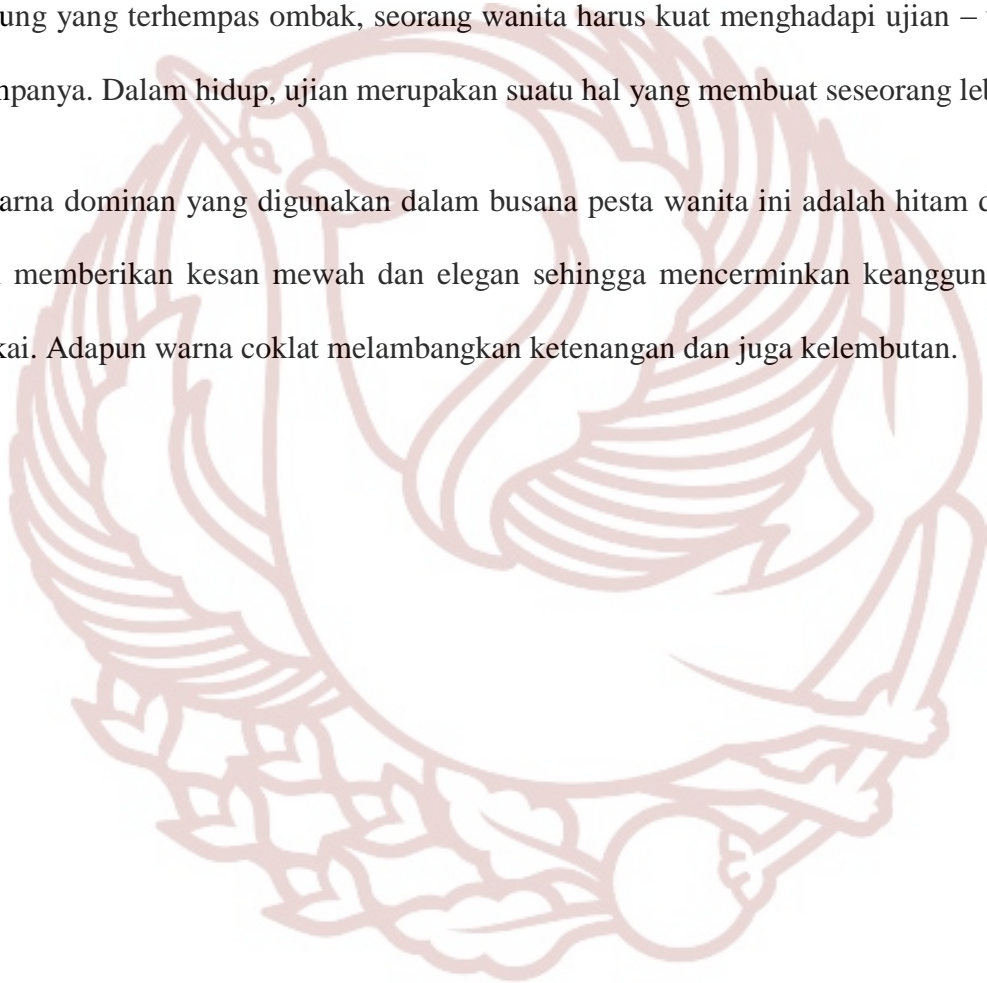 ung yang terhempas ombak, seorang wanita harus kuat menghadapi ujian –
panya. Dalam hidup, ujian merupakan suatu hal yang membuat seseorang
arna dominan yang digunakan dalam busana pesta wanita ini adalah hitam
memberikan kesan mewah dan elegan sehingga mencerminkan keanggun
kai. Adapun warna coklat melambangkan ketenangan dan juga kelembutan.